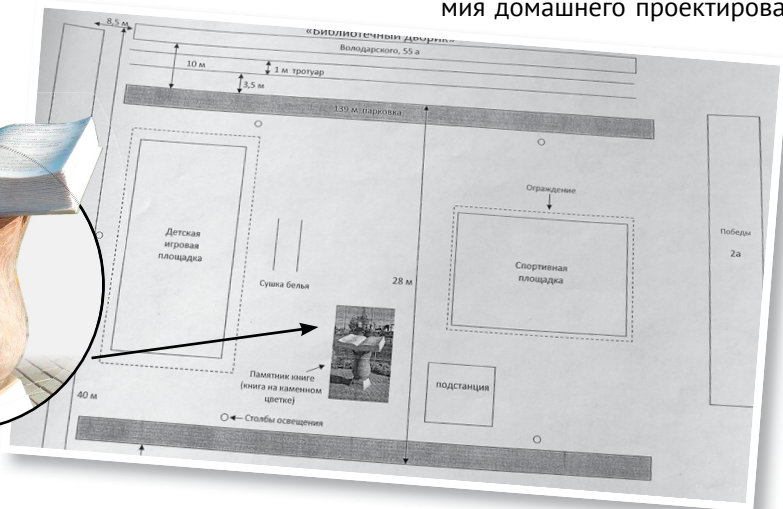 мия домашнего проектирова
8,5 м
«Библиотечный дворик»
Володарского, 55 а
10 м
1 м тротуар
3,5 м
139 м парковка
Ограждение
Детская
игровая
площадка
Победы
2а
Спортивная
площадка
Сушка белья
28 м
Памятник книге
(книга на каменном
цветке)
подстанция
40 м
Столбы освещения